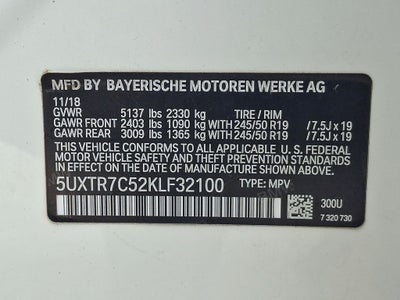 MFD BY BAYERISCHE MOTOREN WERKE AG
11/18
GVWR 5137 lbs 2330 kg TIRE / RIM
GAWR FRONT 2403 lbs 1090 kg WITH 245/50 R19 / 7.5J x 19
GAWR REAR 3009 lbs 1365 kg WITH 245/50 R19 / 7.5J x 19
THIS VEHICLE CONFORMS TO ALL APPLICABLE U. S. FEDERAL
MOTOR VEHICLE SAFETY STANDARDS IN EFFECT ON THE
DATE OF MANUFACTURE SHOWN ABOVE.
5UXTR7C52KLF32100 TYPE: MPV
300U
7 320 730